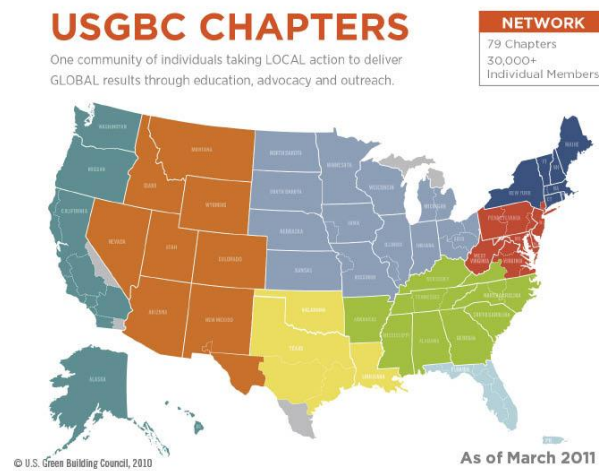 USGBC CHAPTERS
One community of individuals taking LOCAL action to deliver
GLOBAL results through education, advocacy and outreach.
NETWORK
79 Chapters
30,000+
Individual Members
WASHINGTON
MONTANA
NORTH DAKOTA
MINNESOTA
MAINE
OREGON
IDAHO
SOUTH DAKOTA
WISCONSIN
NEW YORK
WYOMING
MICHIGAN
CALIFORNIA
NEBRASKA
IOWA
PENNSYLVANIA
NEVADA
UTAH
COLORADO
ILLINOIS
INDIANA
OHIO
WEST
VIRGINIA
VIRGINIA
KANSAS
MISSOURI
KENTUCKY
ARIZONA
NEW MEXICO
OKLAHOMA
ARKANSAS
TENNESSEE
NORTH CAROLINA
SOUTH CAROLINA
TEXAS
MISSISSIPPI
ALABAMA
GEORGIA
LOUISIANA
FLORIDA
ALASKA
© U.S. Green Building Council, 2010
As of March 2011